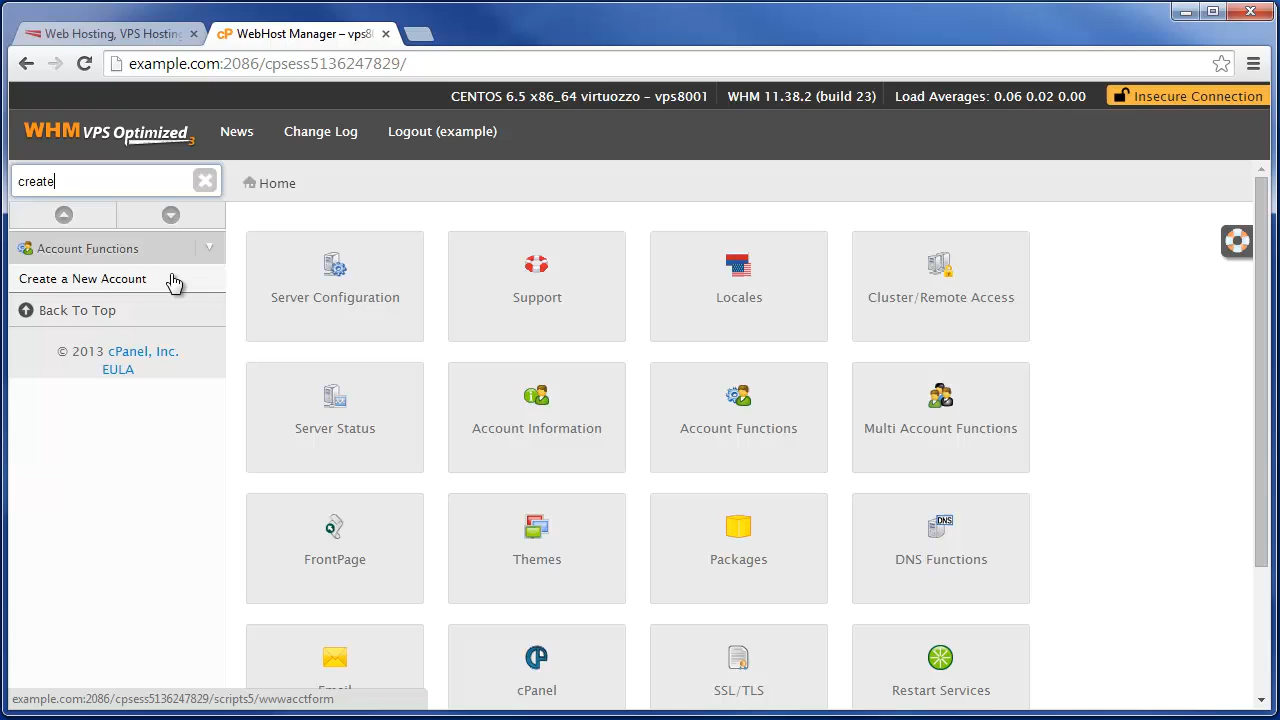 Web Hosting, VPS Hosting
cP WebHost Manager – vps8
example.com:2086/cpsess5136247829/
CENTOS 6.5 x86_64 virtuozzo – vps8001
WHM 11.38.2 (build 23)
Load Averages: 0.06 0.02 0.00
Insecure Connection
WHM VPS Optimized 3
News
Change Log
Logout (example)
create
Home
Account Functions
Create a New Account
Back To Top
© 2013 cPanel, Inc.
EULA
Server Configuration
Support
Locales
Cluster/Remote Access
Server Status
Account Information
Account Functions
Multi Account Functions
FrontPage
Themes
Packages
DNS
DNS Functions
Email
cPanel
SSL/TLS
Restart Services
example.com:2086/cpsess5136247829/scripts5/wwwacctform